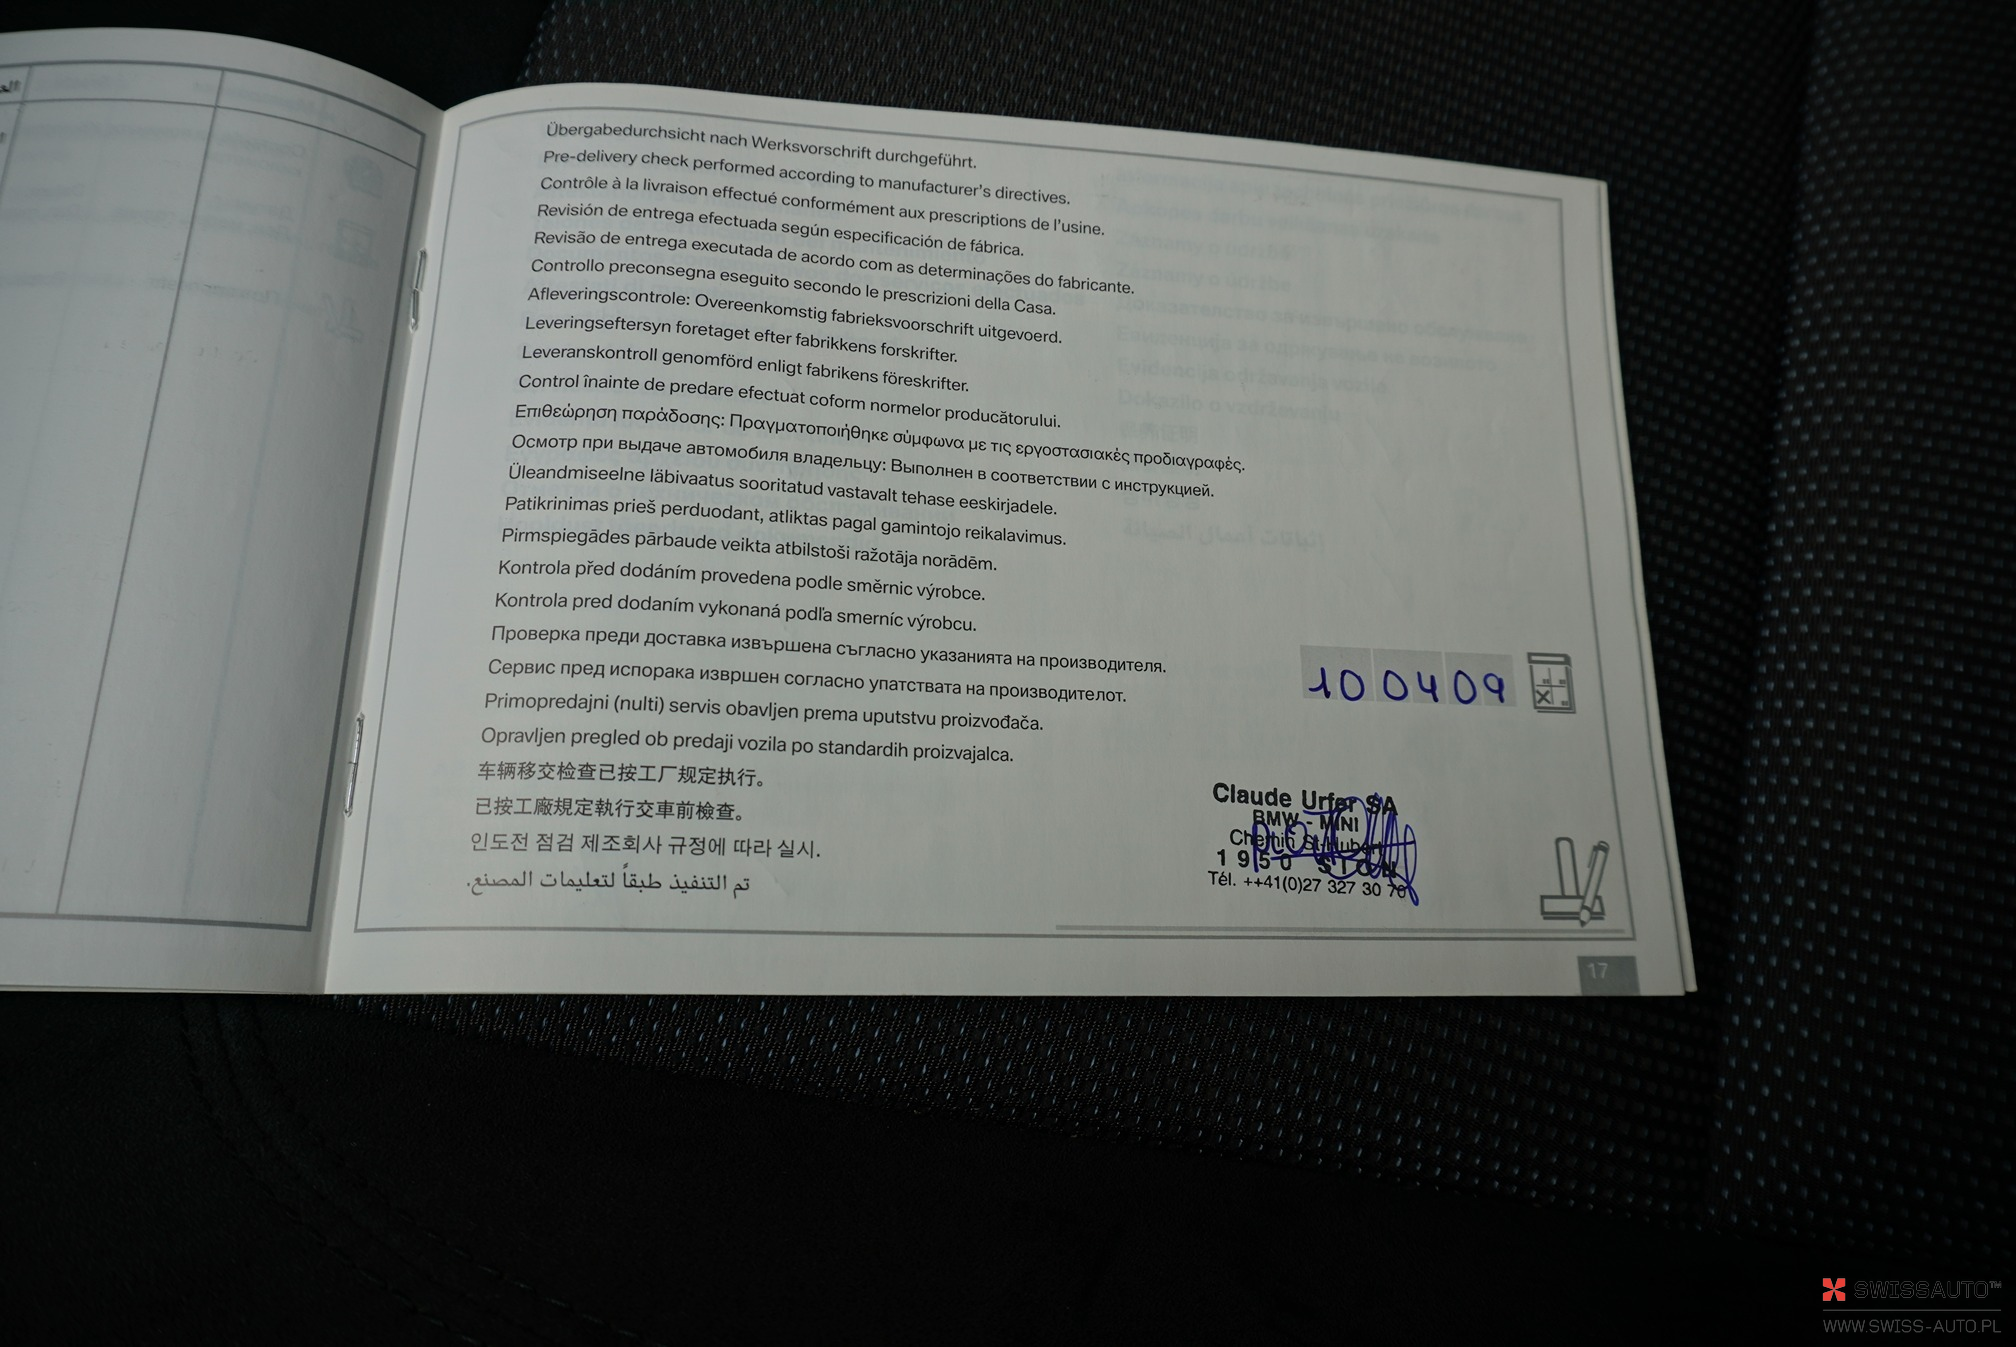 Übergabedurchsicht nach Werksvorschrift durchgeführt.
Pre-delivery check performed according to manufacturer's directives.
Contrôle à la livraison effectué conformément aux prescriptions de l'usine.
Revisión de entrega efectuada según especificación de fábrica.
Revisão de entrega executada de acordo com as determinações do fabricante.
Controllo preconsegna eseguito secondo le prescrizioni della Casa.
Afleveringscontrole: Overeenkomstig fabrieksvoorschrift uitgevoerd.
Leveringseftersyn foretaget efter fabrikkens forskrifter.
Leveranskontroll genomförd enligt fabrikens föreskrifter.
Control înainte de predare efectuat coform normelor producătorului.
Επιθεώρηση παράδοσης: Πραγματοποιήθηκε σύμφωνα με τις εργοστασιακές προδιαγραφές.
Осмотр при выдаче автомобиля владельцу: Выполнен в соответствии с инструкцией.
Üleandmiseelne läbivaatus sooritatud vastavalt tehase eeskirjadele.
Patikrinimas prieš perduodant, atliktas pagal gamintojo reikalavimus.
Pirmspiegādes pārbaude veikta atbilstoši ražotāja norādēm.
Kontrola před dodáním provedena podle směrnic výrobce.
Kontrola pred dodaním vykonaná podľa smerníc výrobcu.
Проверка преди доставка извършена съгласно указанията на производителя.
Сервис пред испорака извршен согласно упатствата на производителот.
Primopredajni (nulti) servis obavljen prema uputstvu proizvođača.
Opravljen pregled ob predaji vozila po standardih proizvajalca.
车辆移交检查已按工厂规定执行。
已按工廠規定執行交車前檢查。
인도전 점검 제조회사 규정에 따라 실시.
تم التنفيذ طبقاً لتعليمات المصنع.
10 04 09
Claude Urfer SA
BMW - MINI
Chemin St-Hubert
1950 SION
Tél. ++41(0)27 327 30 70
17
SWISSAUTO™
WWW.SWISS-AUTO.PL